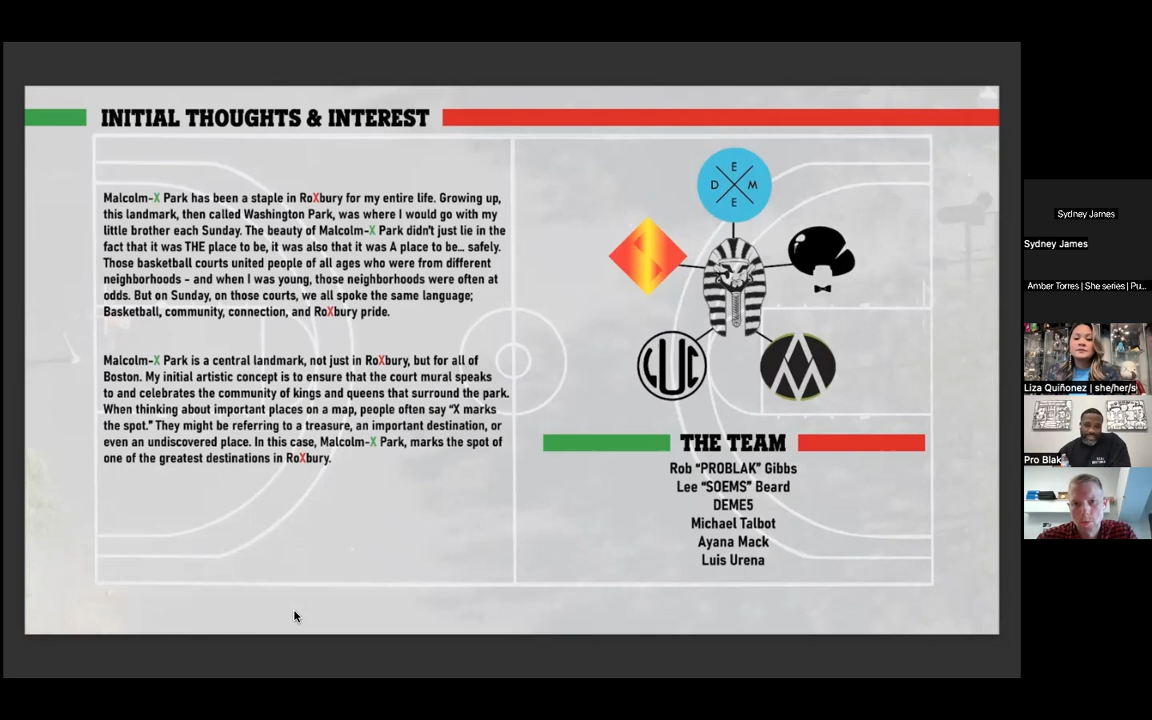 INITIAL THOUGHTS & INTEREST
Malcolm-X Park has been a staple in RoXbury for my entire life. Growing up,
this landmark, then called Washington Park, was where I would go with my
little brother each Sunday. The beauty of Malcolm-X Park didn't just lie in the
fact that it was THE place to be, it was also that it was A place to be... safely.
Those basketball courts united people of all ages who were from different
neighborhoods - and when I was young, those neighborhoods were often at
odds. But on Sunday, on those courts, we all spoke the same language;
Basketball, community, connection, and RoXbury pride.
Malcolm-X Park is a central landmark, not just in RoXbury, but for all of
Boston. My initial artistic concept is to ensure that the court mural speaks
to and celebrates the community of kings and queens that surround the park.
When thinking about important places on a map, people often say “X marks
the spot.” They might be referring to a treasure, an important destination, or
even an undiscovered place. In this case, Malcolm-X Park, marks the spot of
one of the greatest destinations in RoXbury.
E
D M
E
LUC
THE TEAM
Rob “PROBLAK” Gibbs
Lee “SOEMS” Beard
DEME5
Michael Talbot
Ayana Mack
Luis Urena
Sydney James
Sydney James
Amber Torres | She series | Pu...
Liza Quiñonez | she/her/s
Pro Blak